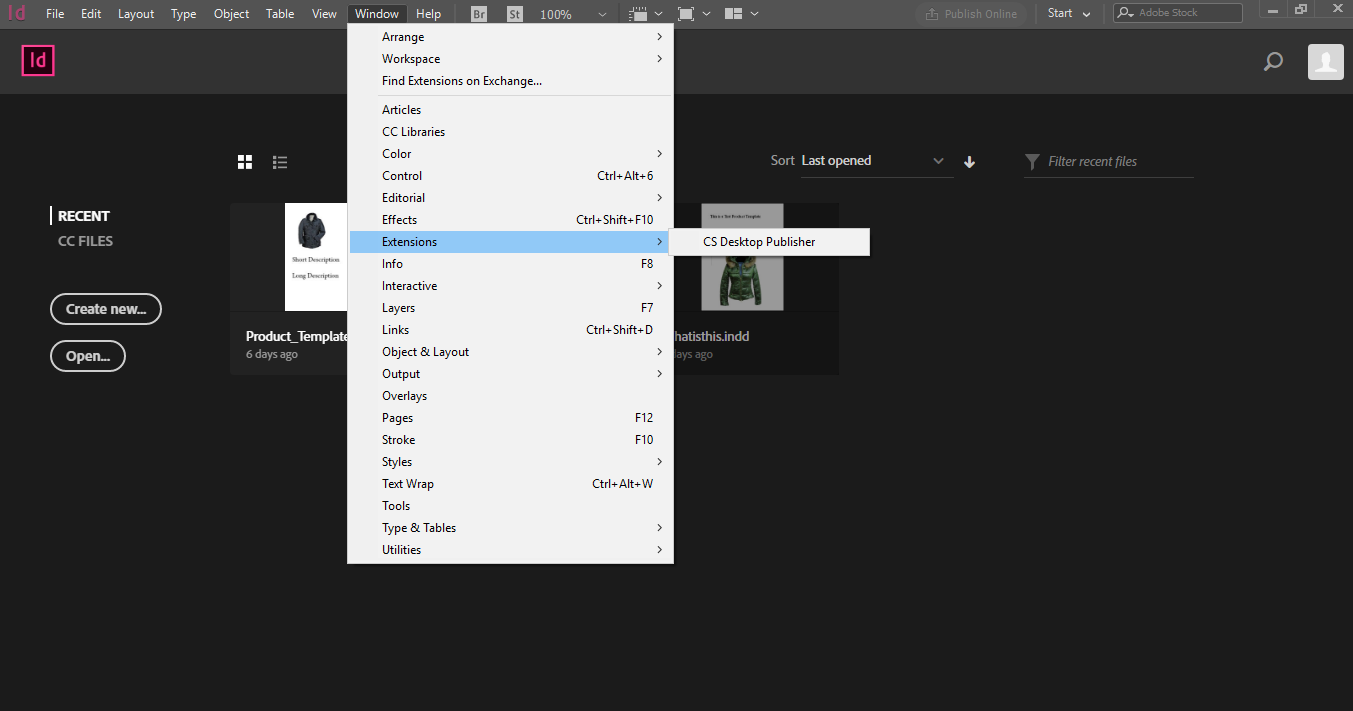 Id File Edit Layout Type Object Table View Window Help Br St 100% Publish Online Start Adobe Stock
Id
Arrange
Workspace
Find Extensions on Exchange...
Articles
CC Libraries
Color
Control Ctrl+Alt+6
Editorial
Effects Ctrl+Shift+F10
Extensions
CS Desktop Publisher
Info F8
Interactive
Layers F7
Links Ctrl+Shift+D
Object & Layout
Output
Overlays
Pages F12
Stroke F10
Styles
Text Wrap Ctrl+Alt+W
Tools
Type & Tables
Utilities
Sort Last opened
Filter recent files
RECENT
CC FILES
Create new...
Open...
Short Description
Long Description
Product_Template
6 days ago
This is a Test Product Template
hatisthis.indd
days ago